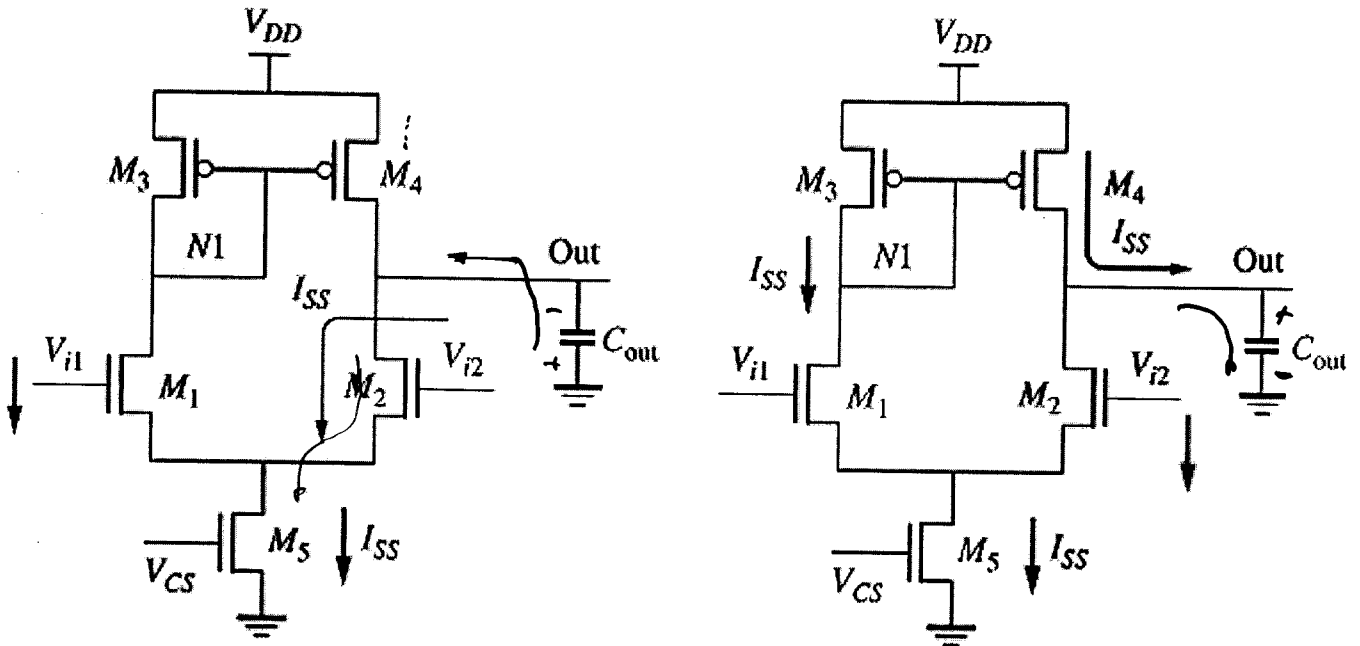 V_DD
M_3
M_4
N1
Out
I_SS
C_out
V_i1
M_1
M_2
V_i2
M_5
I_SS
V_CS
+
-
V_DD
M_3
M_4
I_SS
I_SS
N1
Out
C_out
V_i1
M_1
M_2
V_i2
M_5
I_SS
V_CS
+
-